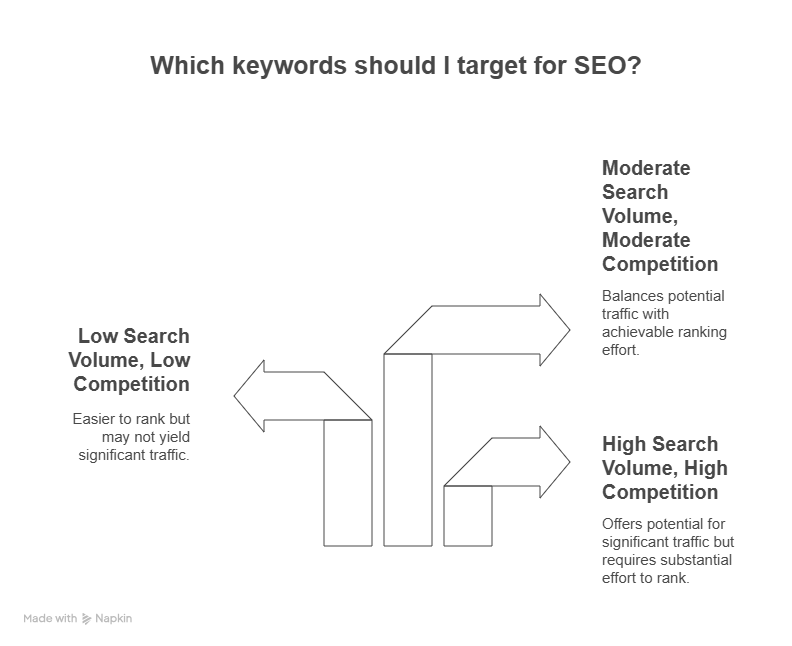 Which keywords should I target for SEO?
Moderate
Search
Volume,
Moderate
Competition
Balances potential
traffic with
achievable ranking
effort.
Low Search
Volume, Low
Competition
Easier to rank but
may not yield
significant traffic.
High Search
Volume, High
Competition
Offers potential for
significant traffic but
requires substantial
effort to rank.
Made with Napkin